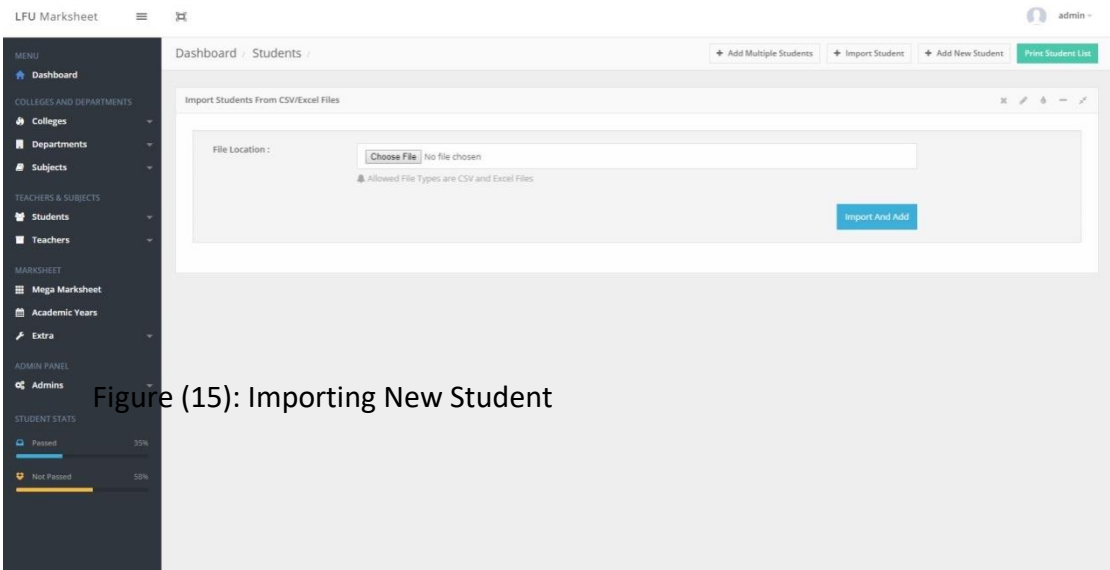 LFU Marksheet
admin
MENU
Dashboard
COLLEGES AND DEPARTMENTS
Colleges
Departments
Subjects
TEACHERS & SUBJECTS
Students
Teachers
MARKSHEET
Mega Marksheet
Academic Years
Extra
ADMIN PANEL
Admins
STUDENT STATS
Passed 35%
Not Passed 50%
Dashboard / Students /
+ Add Multiple Students
+ Import Student
+ Add New Student
Print Student List
Import Students From CSV/Excel Files
File Location :
Choose File No file chosen
Allowed File Types are CSV and Excel Files
Import And Add
Figure (15): Importing New Student